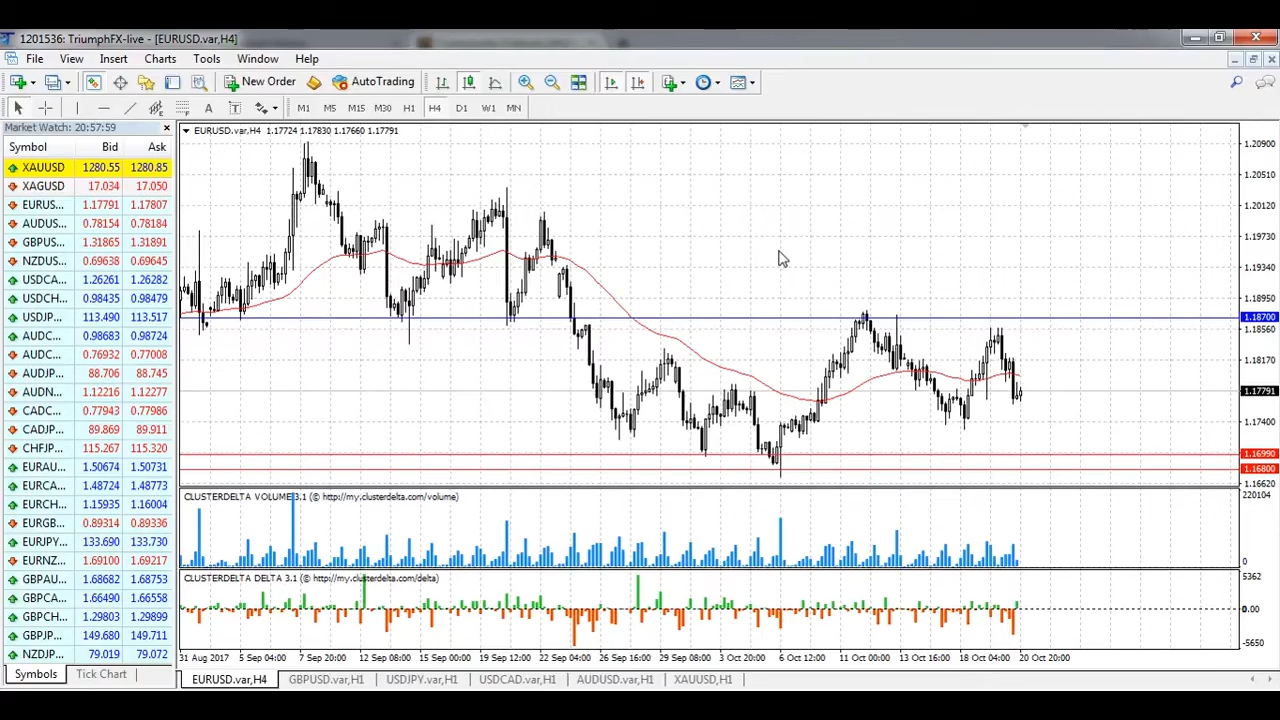 1201536: TriumphFX-live - [EURUSD.var,H4]
File View Insert Charts Tools Window Help
New Order AutoTrading
A T M1 M5 M15 M30 H1 H4 D1 W1 MN
Market Watch: 20:57:59
Symbol Bid Ask
XAUUSD 1280.55 1280.85
XAGUSD 17.034 17.050
EURUS... 1.17791 1.17807
AUDUS... 0.78154 0.78184
GBPUS... 1.31865 1.31891
NZDUS... 0.69638 0.69645
USDCA... 1.26261 1.26282
USDCH... 0.98435 0.98479
USDJP... 113.490 113.517
AUDC... 0.98683 0.98724
AUDC... 0.76932 0.77008
AUDJP... 88.706 88.745
AUDN... 1.12216 1.12277
CADC... 0.77943 0.77986
CADJP... 89.869 89.911
CHFJP... 115.267 115.320
EURAU... 1.50674 1.50731
EURCA... 1.48724 1.48773
EURCH... 1.15935 1.16004
EURGB... 0.89314 0.89336
EURJPY 133.690 133.730
EURNZ... 1.69100 1.69217
GBPAU... 1.68682 1.68753
GBPCA... 1.66490 1.66558
GBPCH... 1.29803 1.29899
GBPJP... 149.680 149.711
NZDJP... 79.019 79.072
Symbols Tick Chart
EURUSD.var,H4 1.17724 1.17830 1.17660 1.17791
1.20900
1.20510
1.20120
1.19730
1.19340
1.18950
1.18700
1.18560
1.18170
1.17791
1.17400
1.16990
1.16800
1.16620
CLUSTERDELTA VOLUME 3.1 (© http://my.clusterdelta.com/volume)
220104
0
CLUSTERDELTA DELTA 3.1 (© http://my.clusterdelta.com/delta)
5362
0.00
-5650
31 Aug 2017 5 Sep 04:00 7 Sep 20:00 12 Sep 08:00 15 Sep 00:00 19 Sep 12:00 22 Sep 04:00 26 Sep 16:00 29 Sep 08:00 3 Oct 20:00 6 Oct 12:00 11 Oct 00:00 13 Oct 16:00 18 Oct 04:00 20 Oct 20:00
EURUSD.var,H4 GBPUSD.var,H1 USDJPY.var,H1 USDCAD.var,H1 AUDUSD.var,H1 XAUUSD,H1